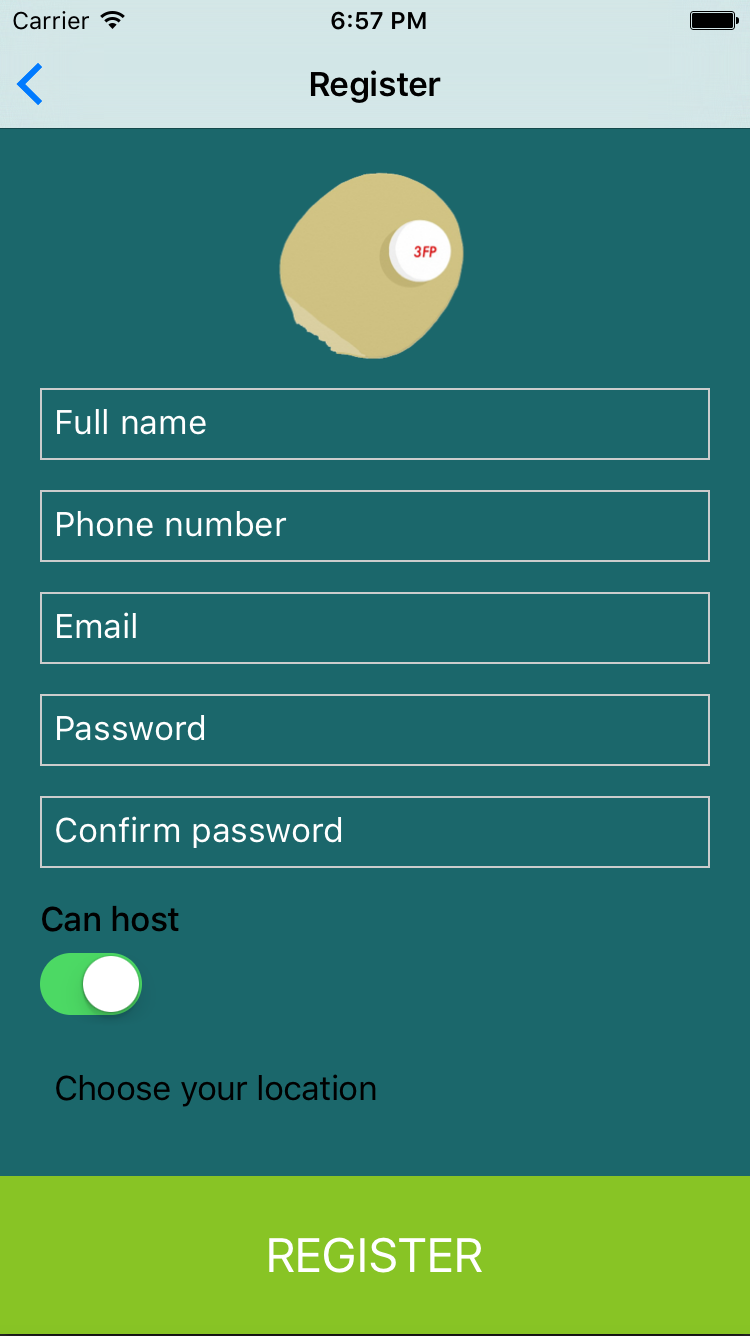 Carrier 6:57 PM
Register
3FP
Full name
Phone number
Email
Password
Confirm password
Can host
Choose your location
REGISTER